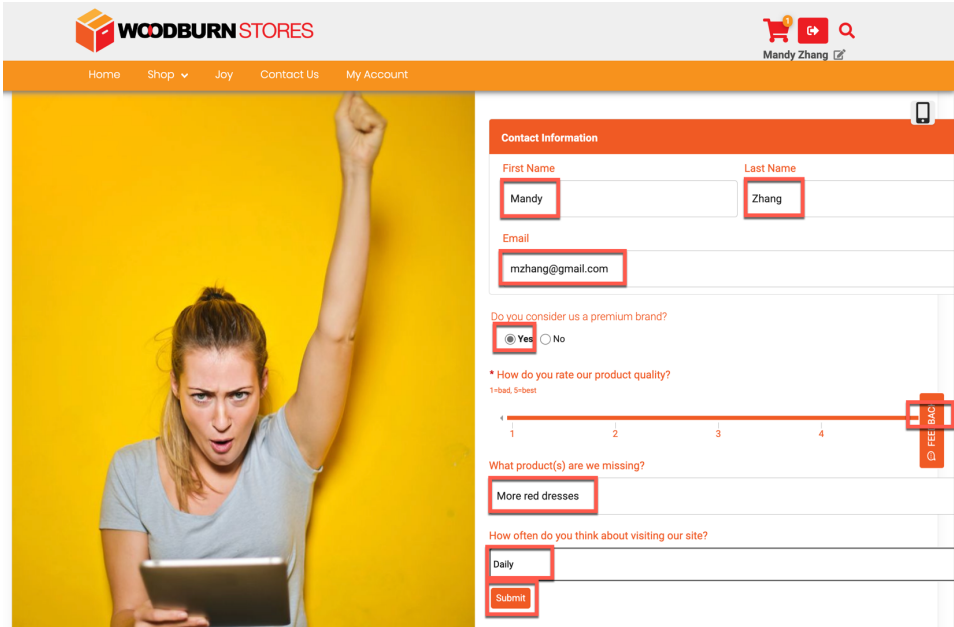 WOODBURN STORES
1
Mandy Zhang
Home Shop Joy Contact Us My Account
Contact Information
First Name Last Name
Mandy Zhang
Email
mzhang@gmail.com
Do you consider us a premium brand?
Yes No
* How do you rate our product quality?
1=bad, 5=best
1 2 3 4
FEEDBACK
What product(s) are we missing?
More red dresses
How often do you think about visiting our site?
Daily
Submit